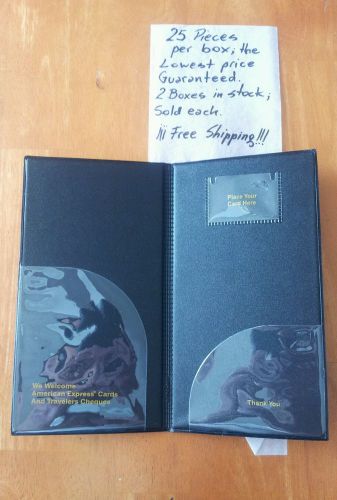 25 Pieces
per box; the
Lowest price
Guaranteed.
2 Boxes in stock;
Sold each.
¡¡¡ Free Shipping!!!
Place Your
Card Here
We Welcome
American Express® Cards
And Travelers Cheques
Thank You